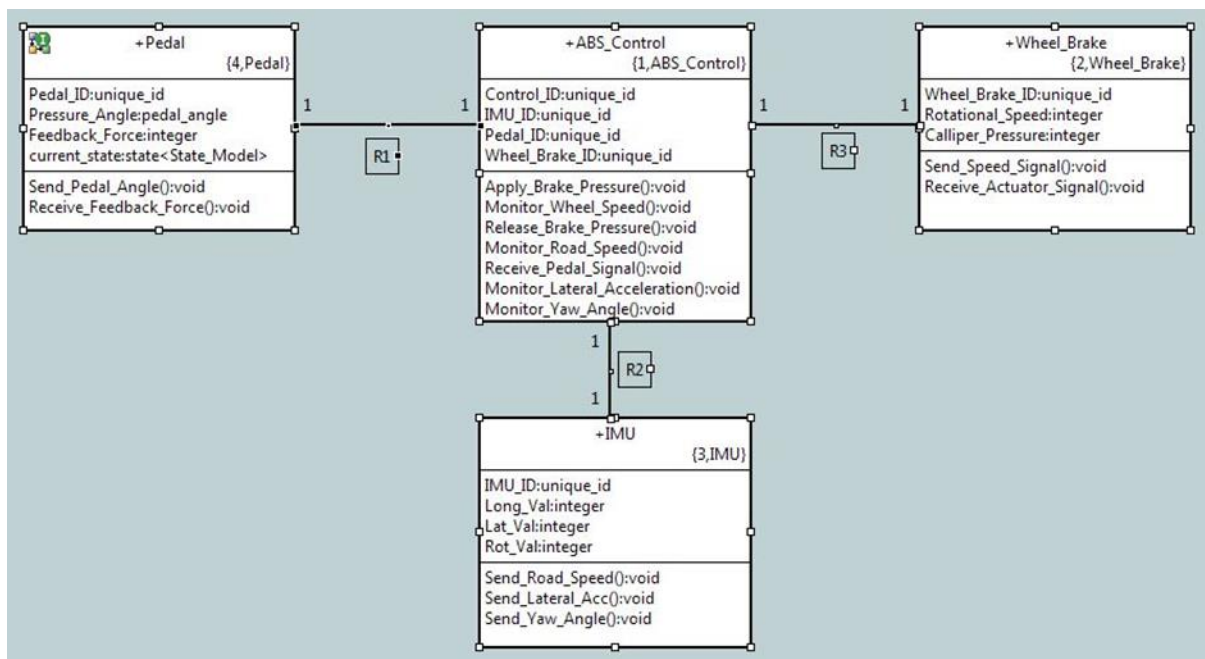 +Pedal
{4,Pedal}
Pedal_ID:unique_id
Pressure_Angle:pedal_angle
Feedback_Force:integer
current_state:state<State_Model>
Send_Pedal_Angle():void
Receive_Feedback_Force():void
1
R1
1
+ABS_Control
{1,ABS_Control}
Control_ID:unique_id
IMU_ID:unique_id
Pedal_ID:unique_id
Wheel_Brake_ID:unique_id
Apply_Brake_Pressure():void
Monitor_Wheel_Speed():void
Release_Brake_Pressure():void
Monitor_Road_Speed():void
Receive_Pedal_Signal():void
Monitor_Lateral_Acceleration():void
Monitor_Yaw_Angle():void
1
R3
1
+Wheel_Brake
{2,Wheel_Brake}
Wheel_Brake_ID:unique_id
Rotational_Speed:integer
Calliper_Pressure:integer
Send_Speed_Signal():void
Receive_Actuator_Signal():void
1
R2
1
+IMU
{3,IMU}
IMU_ID:unique_id
Long_Val:integer
Lat_Val:integer
Rot_Val:integer
Send_Road_Speed():void
Send_Lateral_Acc():void
Send_Yaw_Angle():void